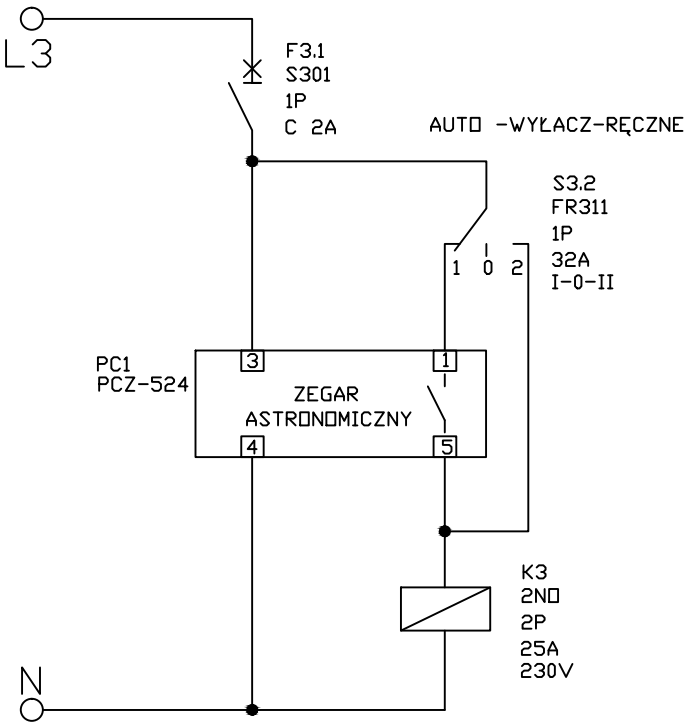 L3
F3.1
S301
1P
C 2A
AUTO -WYŁACZ-RĘCZNE
S3.2
FR311
1P
32A
I-0-II
1 0 2
PC1
PCZ-524
3
1
ZEGAR
ASTRONOMICZNY
4
5
K3
2NO
2P
25A
230V
N